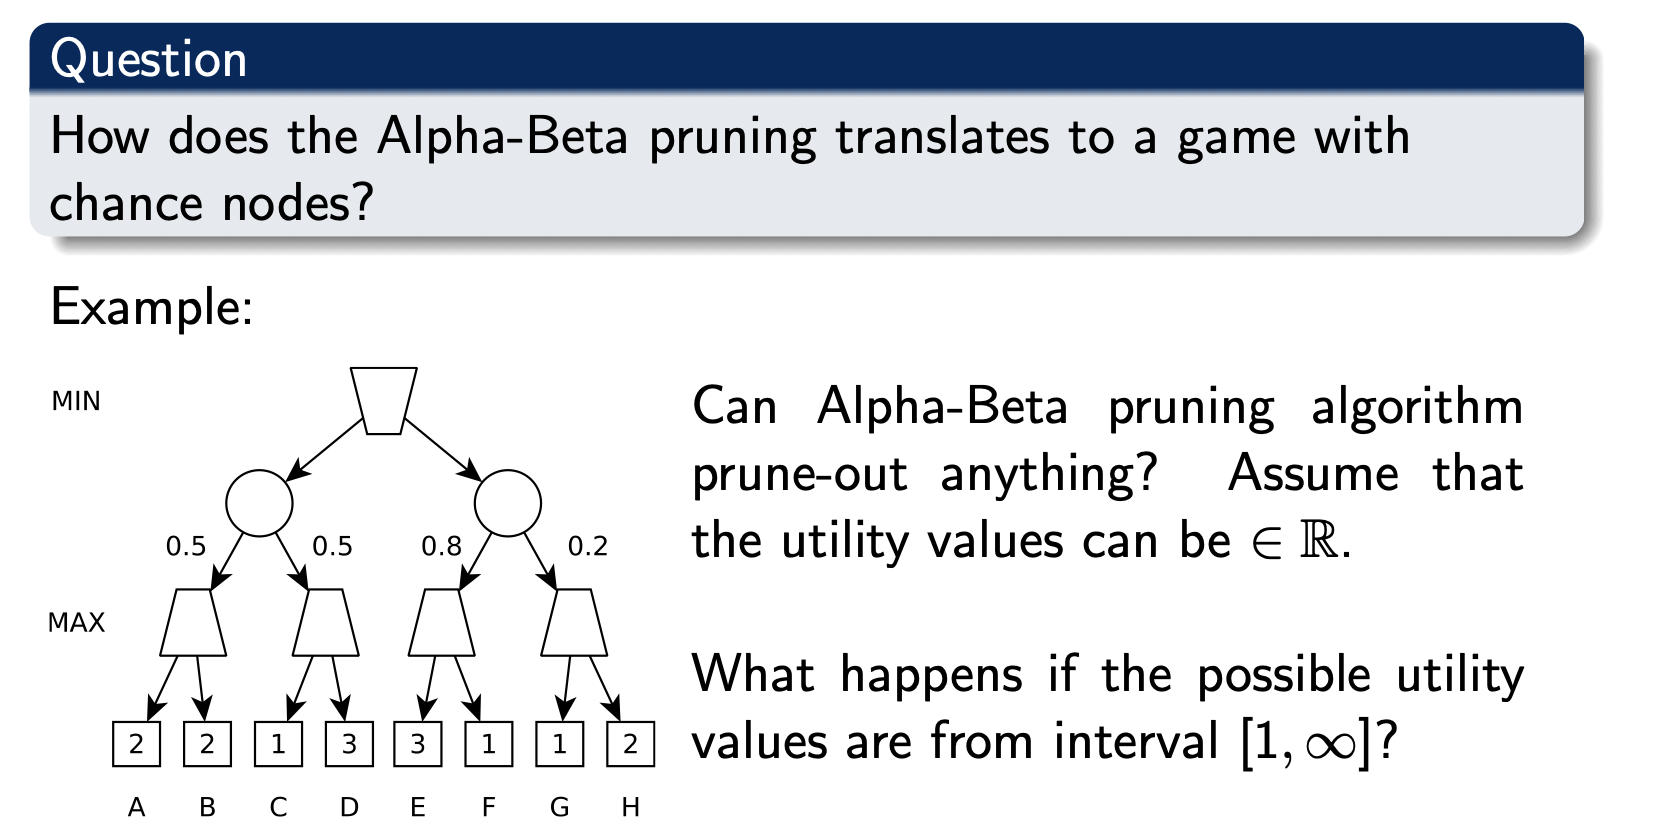 Question
How does the Alpha-Beta pruning translates to a game with
chance nodes?
Example:
MIN
Can Alpha-Beta pruning algorithm
prune-out anything? Assume that
the utility values can be ∈ ℝ.
0.5 0.5 0.8 0.2
MAX
What happens if the possible utility
values are from interval [1, ∞]?
2 2 1 3 3 1 1 2
A B C D E F G H